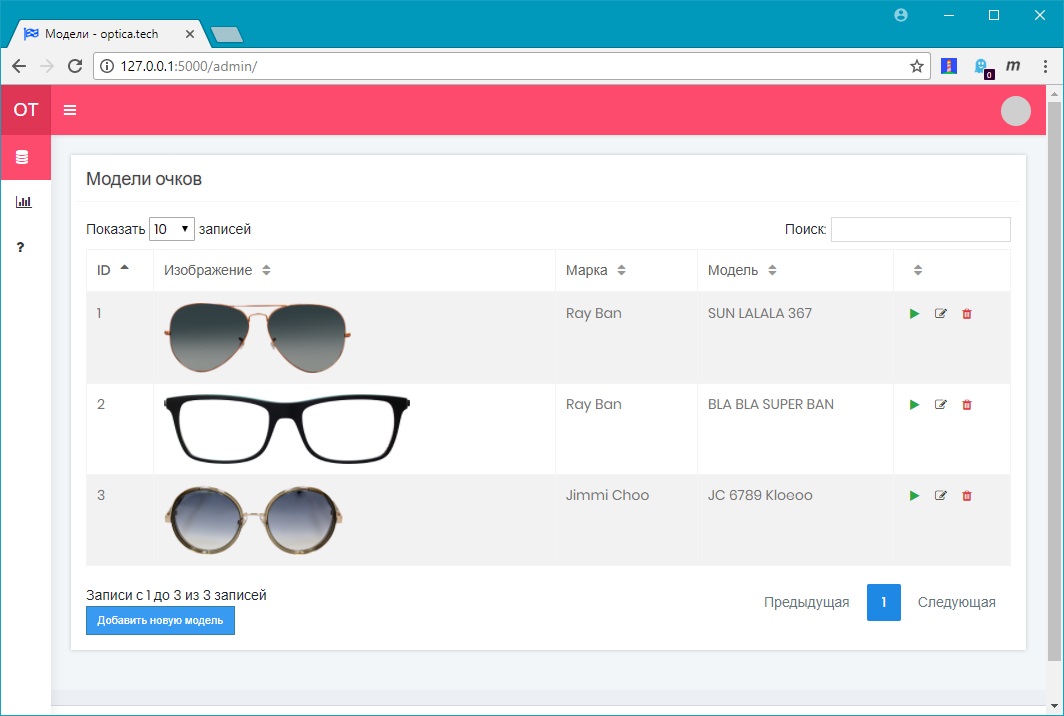 Модели - optica.tech
127.0.0.1:5000/admin/
0
m
OT
?
Модели очков
Показать 10 записей
Поиск:
ID Изображение Марка Модель
1 Ray Ban SUN LALALA 367
2 Ray Ban BLA BLA SUPER BAN
3 Jimmi Choo JC 6789 Kloeoo
Записи с 1 до 3 из 3 записей
Предыдущая 1 Следующая
Добавить новую модель